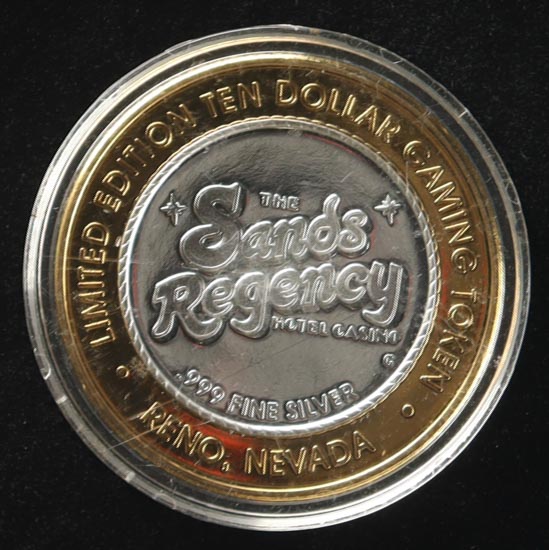 LIMITED EDITION TEN DOLLAR GAMING TOKEN
THE
Sands
Regency
HOTEL CASINO
G
.999 FINE SILVER
• RENO, NEVADA •